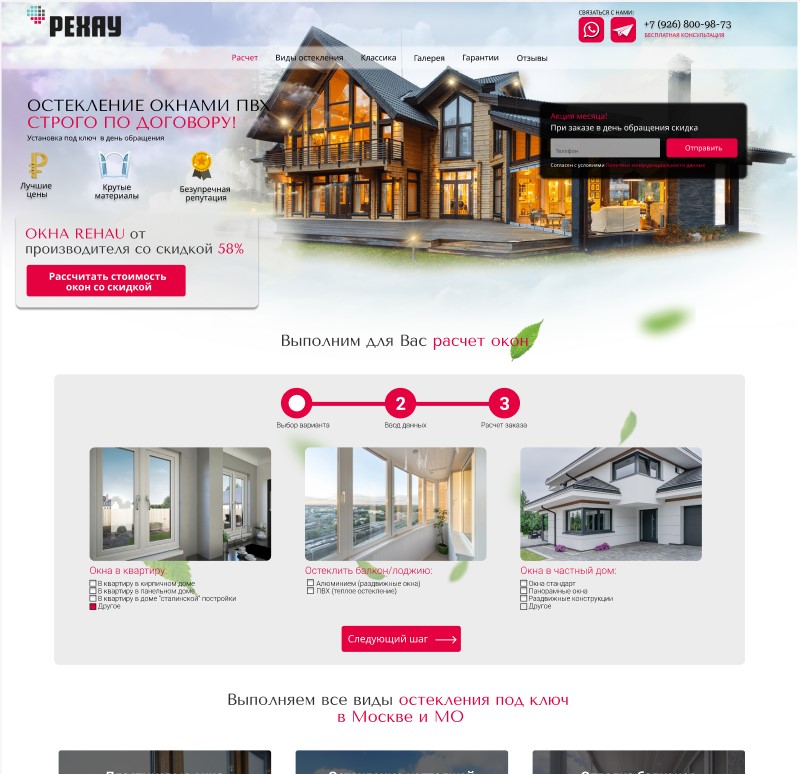 РЕХАУ
СВЯЗАТЬСЯ С НАМИ:
+7 (926) 800-98-73
БЕСПЛАТНАЯ КОНСУЛЬТАЦИЯ
Расчет Виды остекления Классика Галерея Гарантии Отзывы
ОСТЕКЛЕНИЕ ОКНАМИ ПВХ
СТРОГО ПО ДОГОВОРУ!
Установка под ключ в день обращения
Лучшие
цены
Крутые
материалы
Безупречная
репутация
Акция месяца!
При заказе в день обращения скидка
Телефон
Отправить
Согласен с условиями Политики конфиденциальности данных
ОКНА REHAU от
производителя со скидкой 58%
Рассчитать стоимость
окон со скидкой
Выполним для Вас расчет окон
2 3
Выбор варианта Ввод данных Расчет заказа
Окна в квартиру:
В квартиру в кирпичном доме
В квартиру в панельном доме
В квартиру в доме "сталинской" постройки
Другое
Остеклить балкон/лоджию:
Алюминием (раздвижные окна)
ПВХ (теплое остекление)
Окна в частный дом:
Окна стандарт
Панорамные окна
Раздвижные конструкции
Другое
Следующий шаг
Выполняем все виды остекления под ключ
в Москве и МО